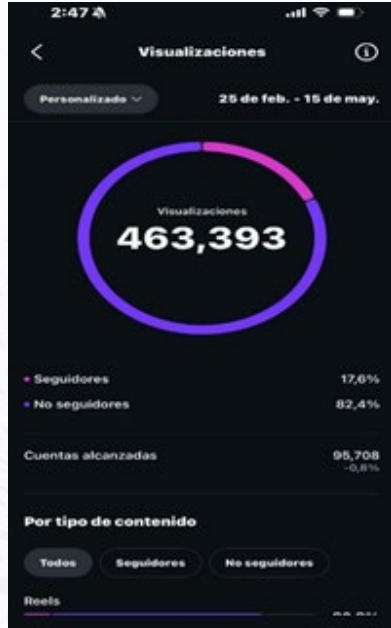 2:47
Visualizaciones
Personalizado
25 de feb. - 15 de may.
Visualizaciones
463,393
Seguidores 17,6%
No seguidores 82,4%
Cuentas alcanzadas 95,708
-0,8%
Por tipo de contenido
Todos Seguidores No seguidores
Reels